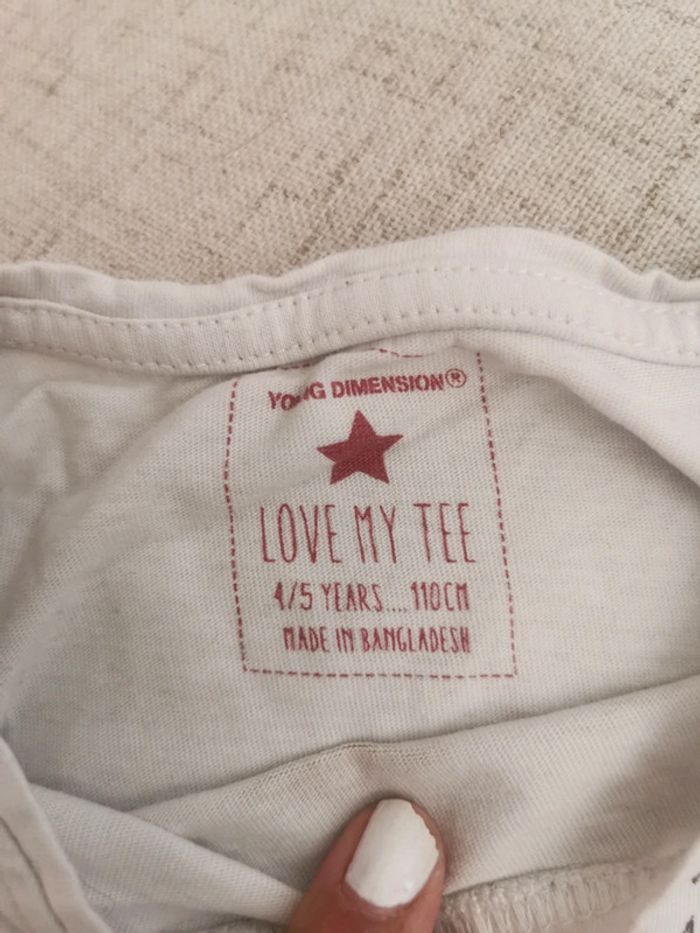 YOUNG DIMENSION®
LOVE MY TEE
4/5 YEARS.... 110CM
MADE IN BANGLADESH